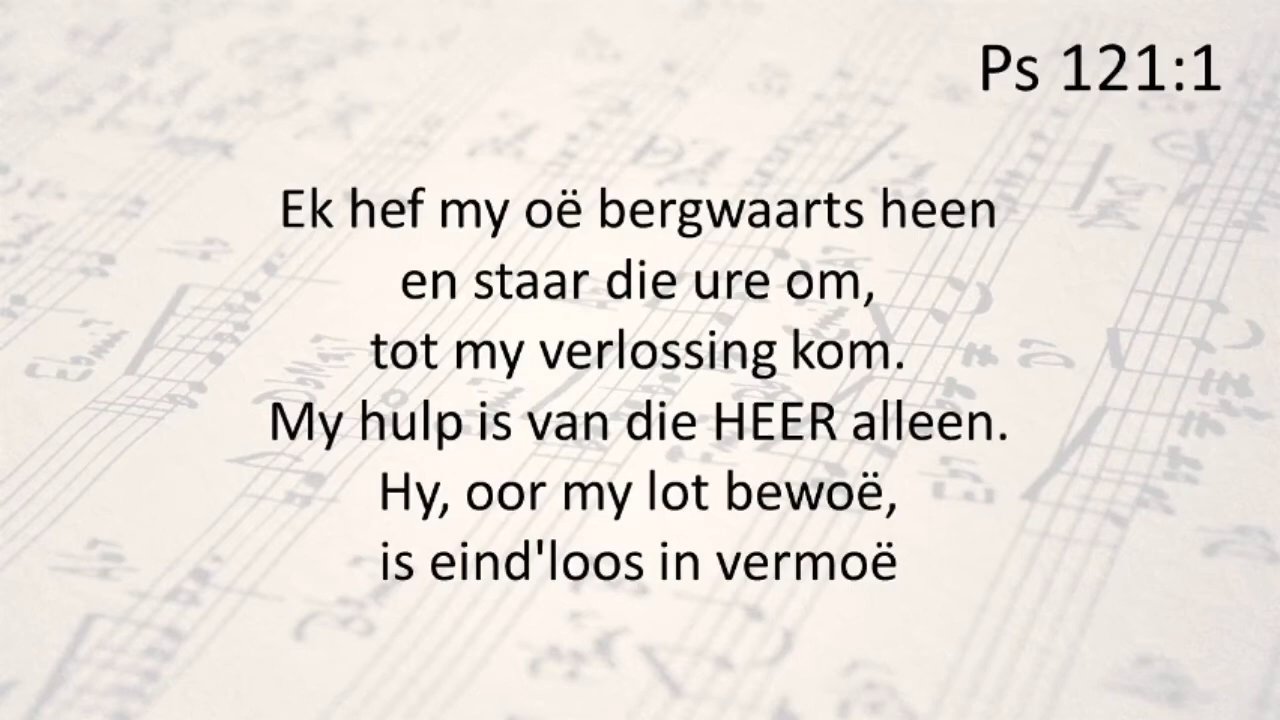 Ps 121:1
Ek hef my oë bergwaarts heen
en staar die ure om,
tot my verlossing kom.
My hulp is van die HEER alleen.
Hy, oor my lot bewoë,
is eind'loos in vermoë